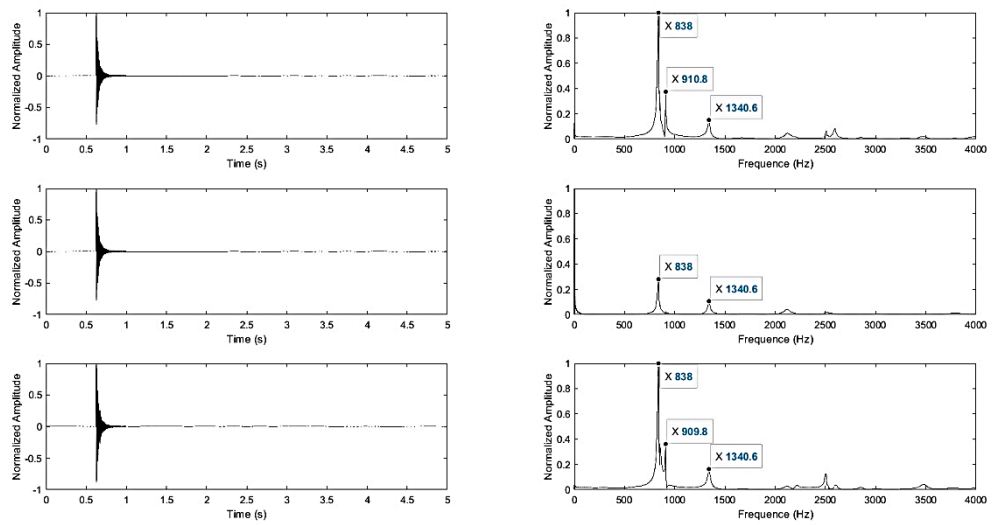 Normalized Amplitude
1
0.5
0
-0.5
-1
0 0.5 1 1.5 2 2.5 3 3.5 4 4.5 5
Time (s)
Normalized Amplitude
1
0.8
0.6
0.4
0.2
0
X 838
X 910.8
X 1340.6
0 500 1000 1500 2000 2500 3000 3500 4000
Frequence (Hz)
Normalized Amplitude
1
0.5
0
-0.5
-1
0 0.5 1 1.5 2 2.5 3 3.5 4 4.5 5
Time (s)
Normalized Amplitude
1
0.8
0.6
0.4
0.2
0
X 838
X 1340.6
0 500 1000 1500 2000 2500 3000 3500 4000
Frequence (Hz)
Normalized Amplitude
1
0.5
0
-0.5
-1
0 0.5 1 1.5 2 2.5 3 3.5 4 4.5 5
Time (s)
Normalized Amplitude
1
0.8
0.6
0.4
0.2
0
X 838
X 909.8
X 1340.6
0 500 1000 1500 2000 2500 3000 3500 4000
Frequence (Hz)